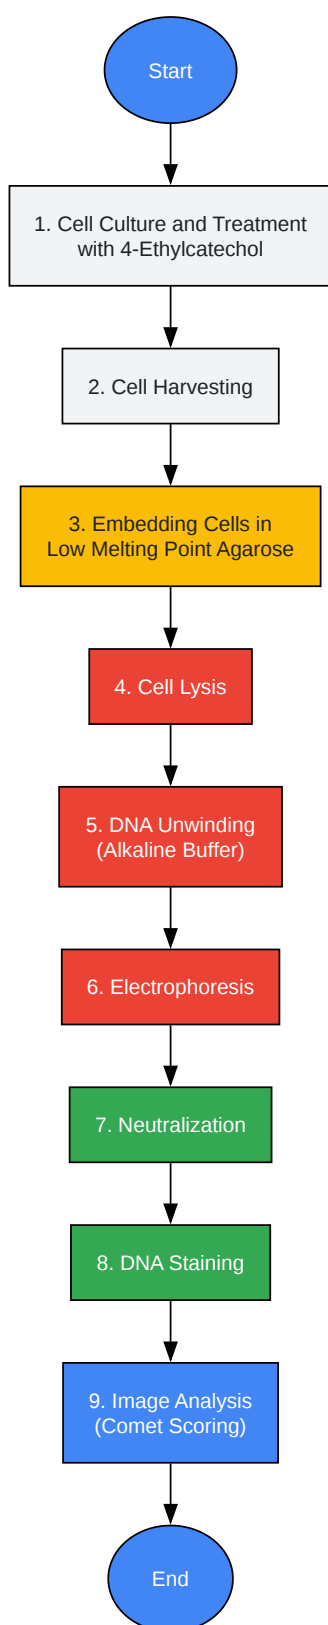 Start
1. Cell Culture and Treatment
with 4-Ethylcatechol
2. Cell Harvesting
3. Embedding Cells in
Low Melting Point Agarose
4. Cell Lysis
5. DNA Unwinding
(Alkaline Buffer)
6. Electrophoresis
7. Neutralization
8. DNA Staining
9. Image Analysis
(Comet Scoring)
End